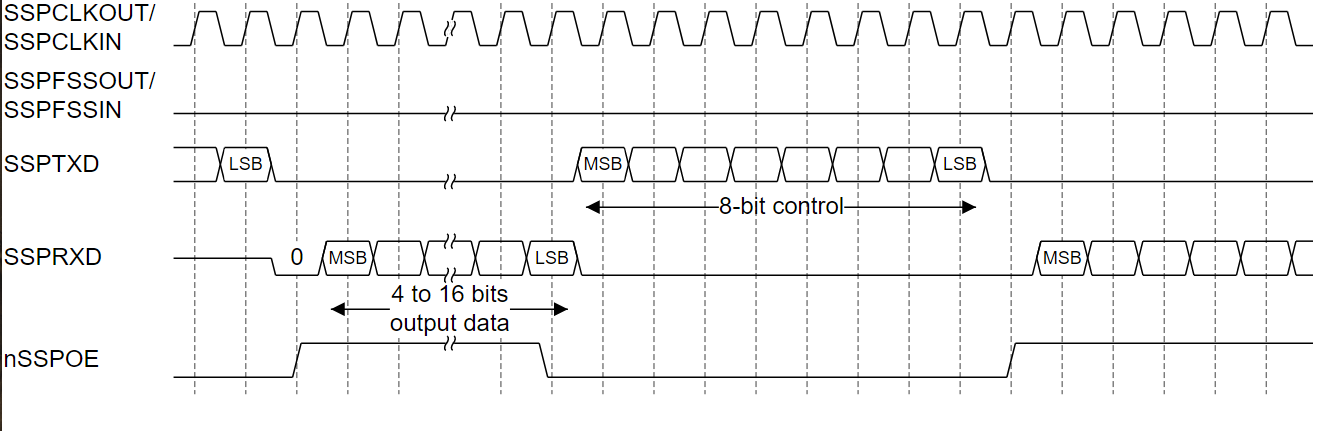 SSPCLKOUT/
SSPCLKIN
SSPFSSOUT/
SSPFSSIN
SSPTXD
LSB
MSB
LSB
8-bit control
SSPRXD
0
MSB
LSB
MSB
4 to 16 bits
output data
nSSPOE